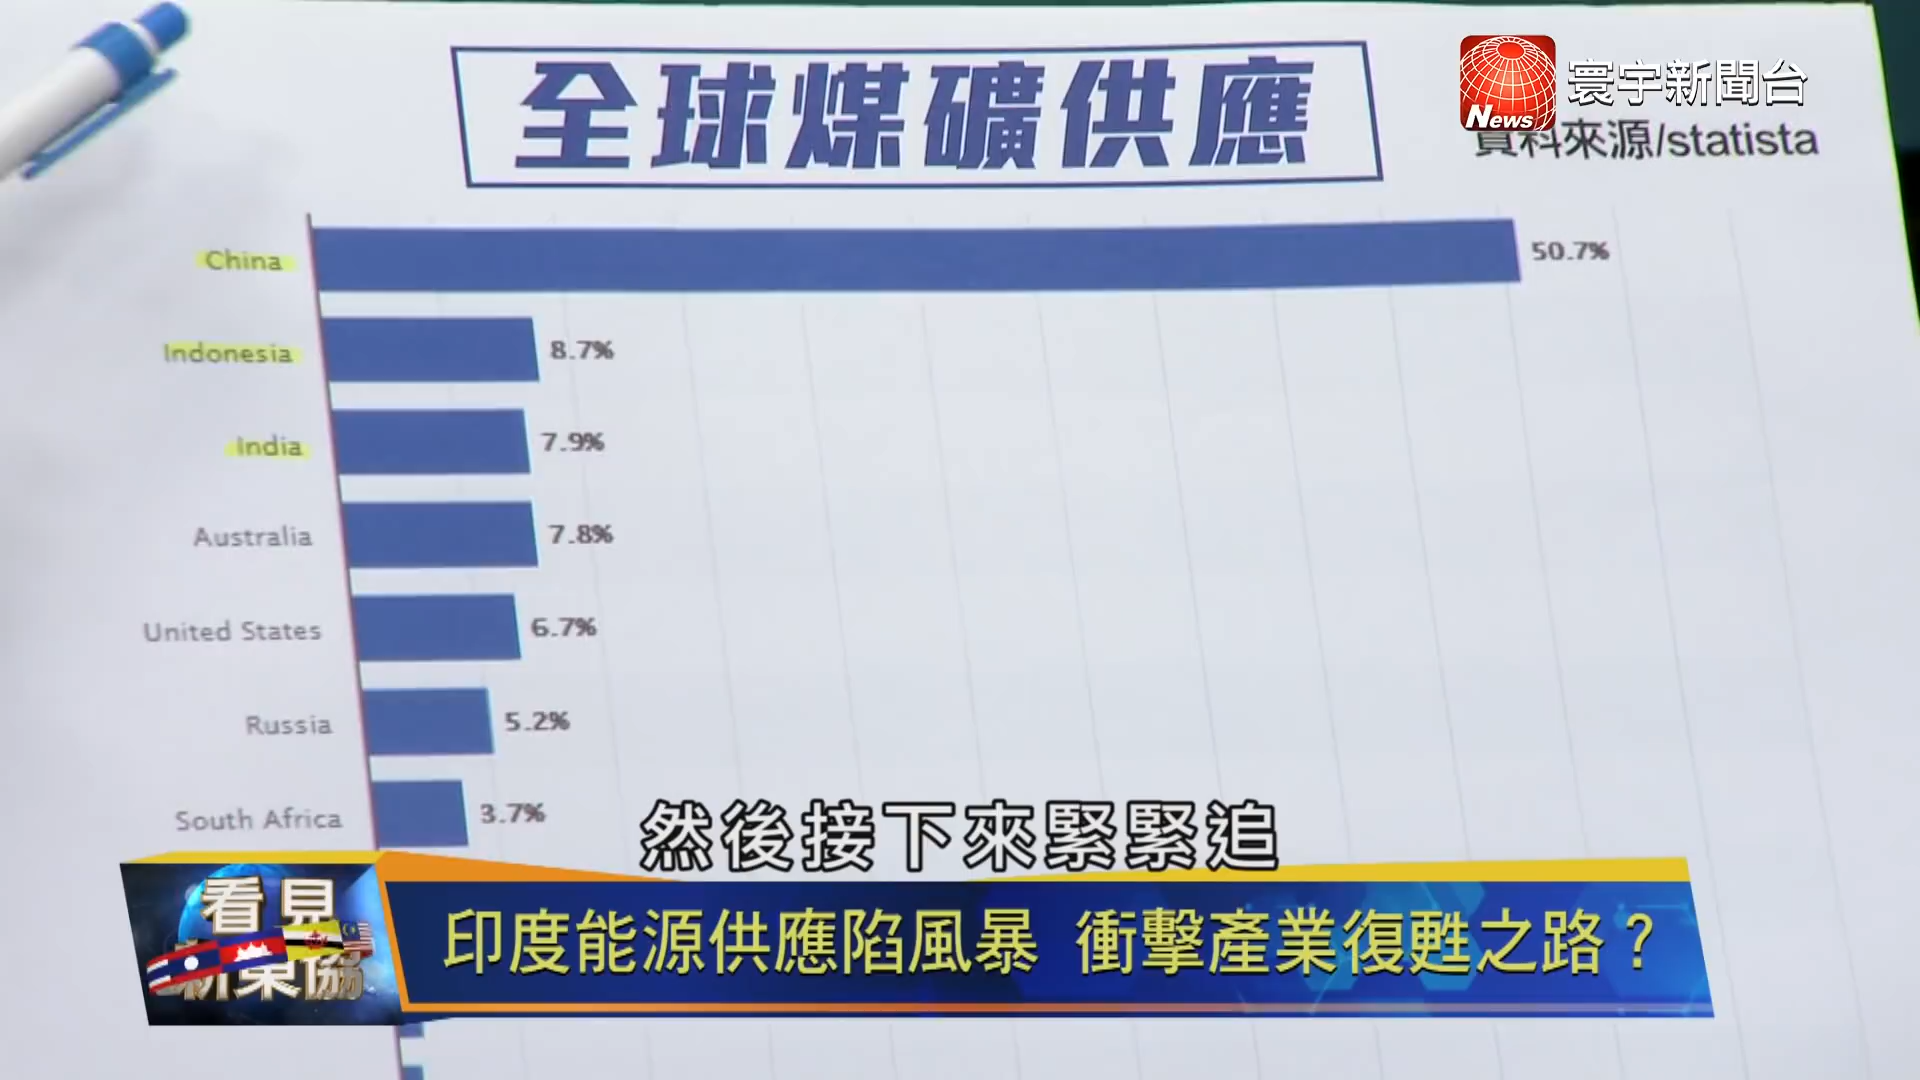 全球煤礦供應
News 寰宇新聞台
資料來源/statista
China 50.7%
Indonesia 8.7%
India 7.9%
Australia 7.8%
United States 6.7%
Russia 5.2%
South Africa 3.7%
然後接下來緊緊追
看見
新東協
印度能源供應陷風暴 衝擊產業復甦之路？